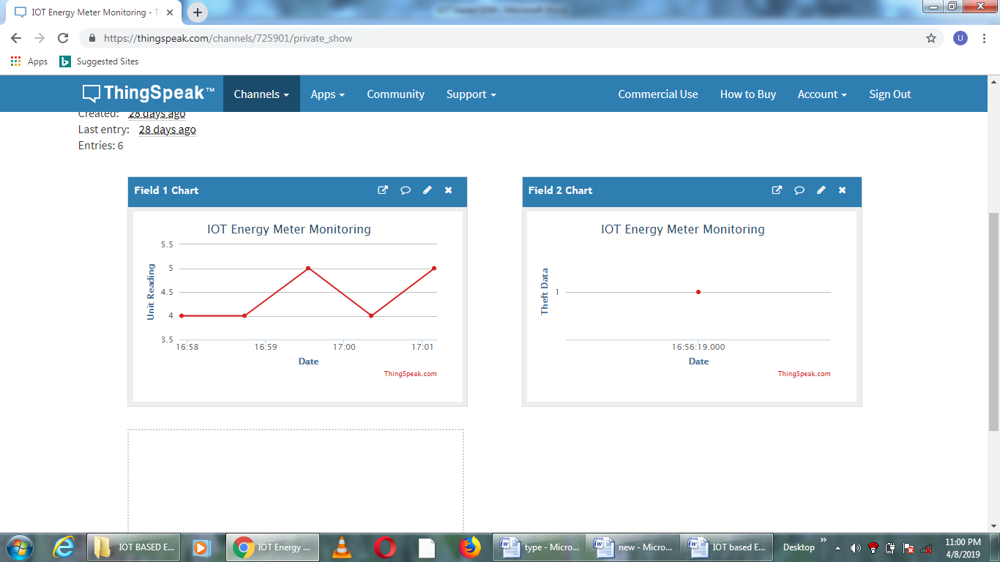 IOT Energy Meter Monitoring - T
https://thingspeak.com/channels/725901/private_show
U
Apps
Suggested Sites
ThingSpeak™
Channels
Apps
Community
Support
Commercial Use
How to Buy
Account
Sign Out
Created: 28 days ago
Last entry: 28 days ago
Entries: 6
Field 1 Chart
IOT Energy Meter Monitoring
Unit Reading
5.5
5
4.5
4
3.5
16:58
16:59
17:00
17:01
Date
ThingSpeak.com
Field 2 Chart
IOT Energy Meter Monitoring
Theft Data
1
16:56:19.000
Date
ThingSpeak.com
IOT BASED E...
IOT Energy ...
type - Micro...
new - Micro...
IOT based E...
Desktop
11:00 PM
4/8/2019